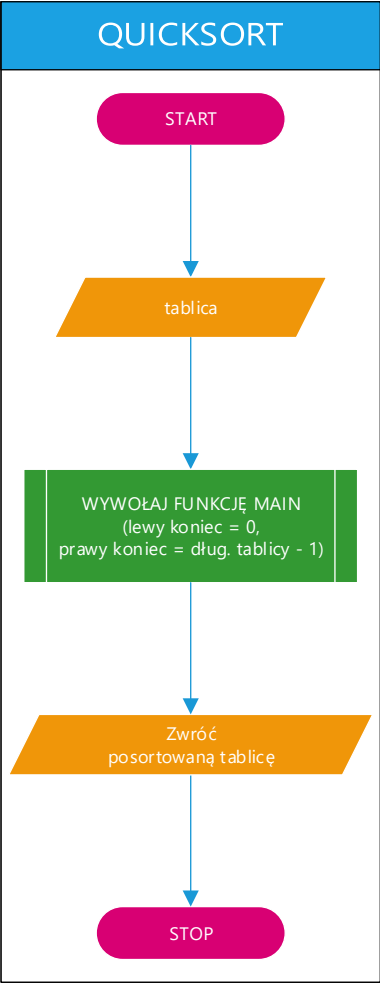 QUICKSORT
START
tablica
WYWOŁAJ FUNKCJĘ MAIN
(lewy koniec = 0,
prawy koniec = dług. tablicy - 1)
Zwróć
posortowaną tablicę
STOP